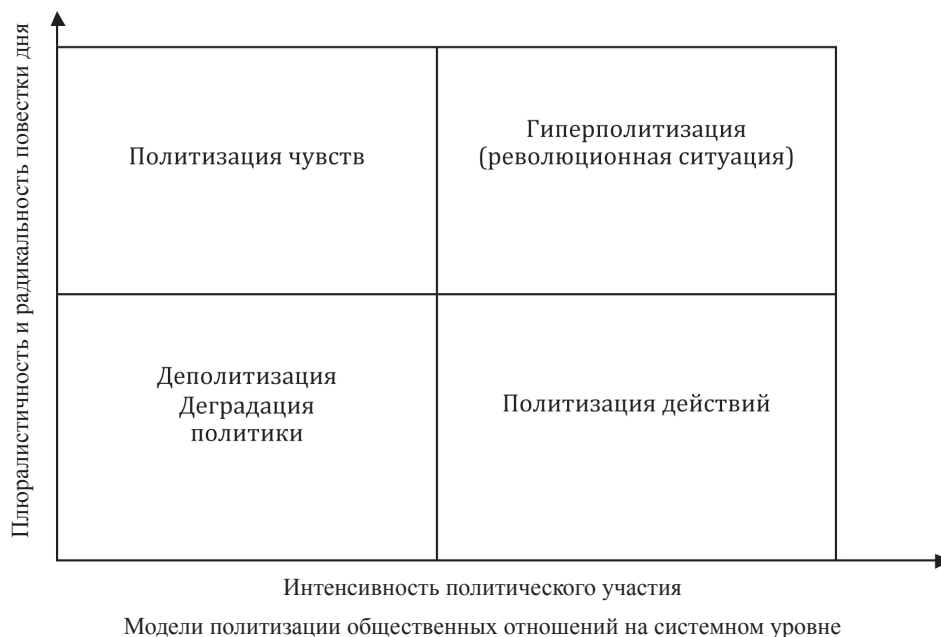 Плюралистичность и радикальность повестки дня
Политизация чувств
Гиперполитизация
(революционная ситуация)
Деполитизация
Деградация
политики
Политизация действий
Интенсивность политического участия
Модели политизации общественных отношений на системном уровне